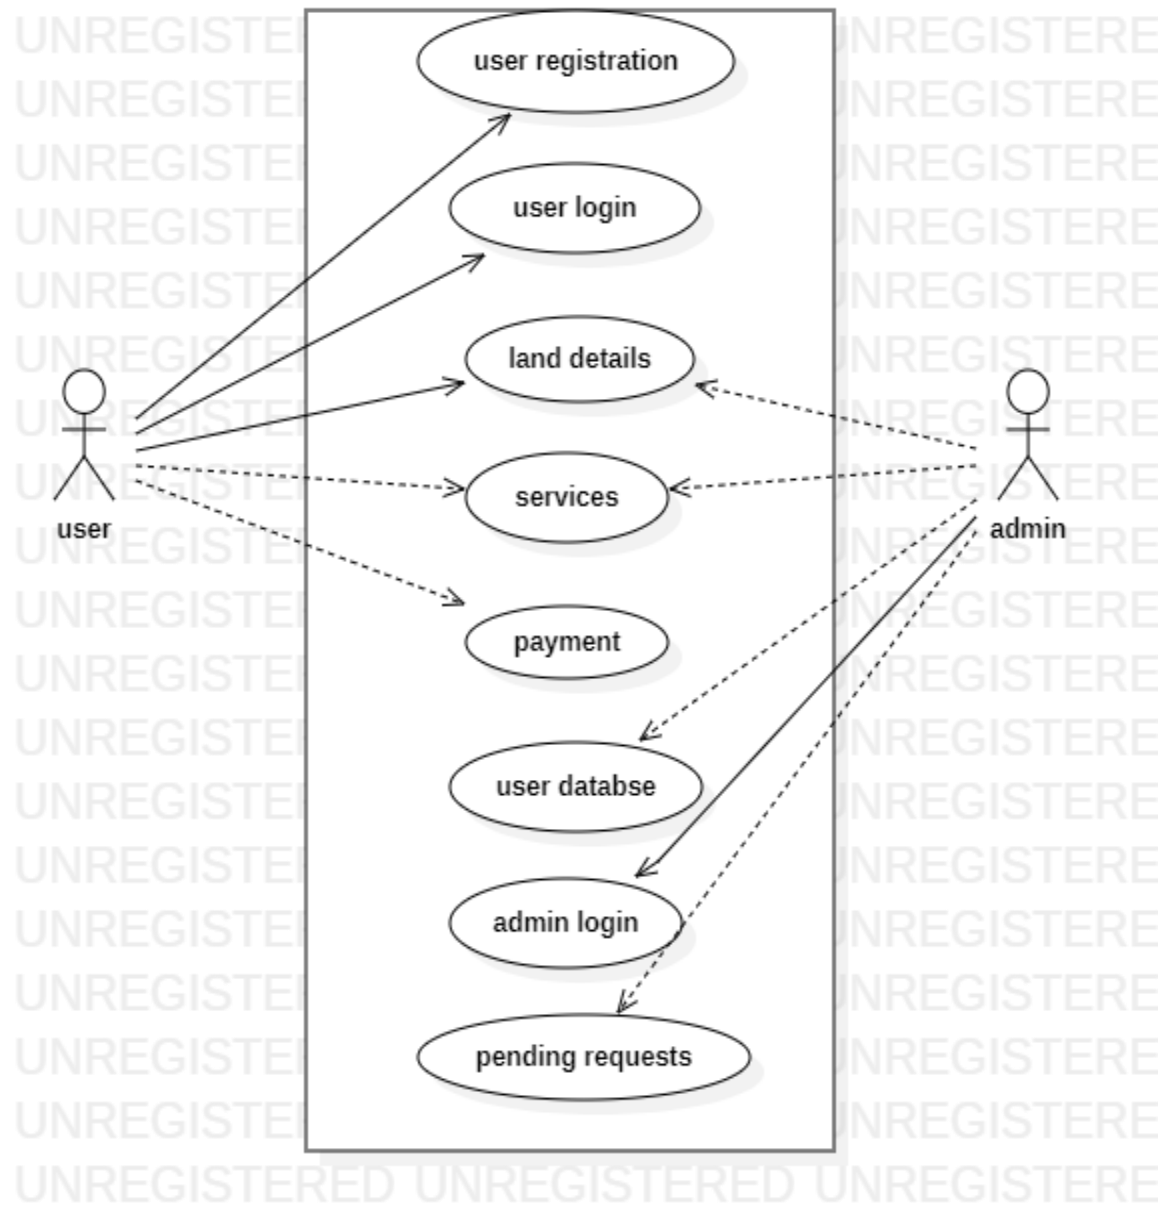 UNREGISTERED UNREGISTERED UNREGISTERE
user registration
user login
land details
services
payment
user databse
admin login
pending requests
user
admin